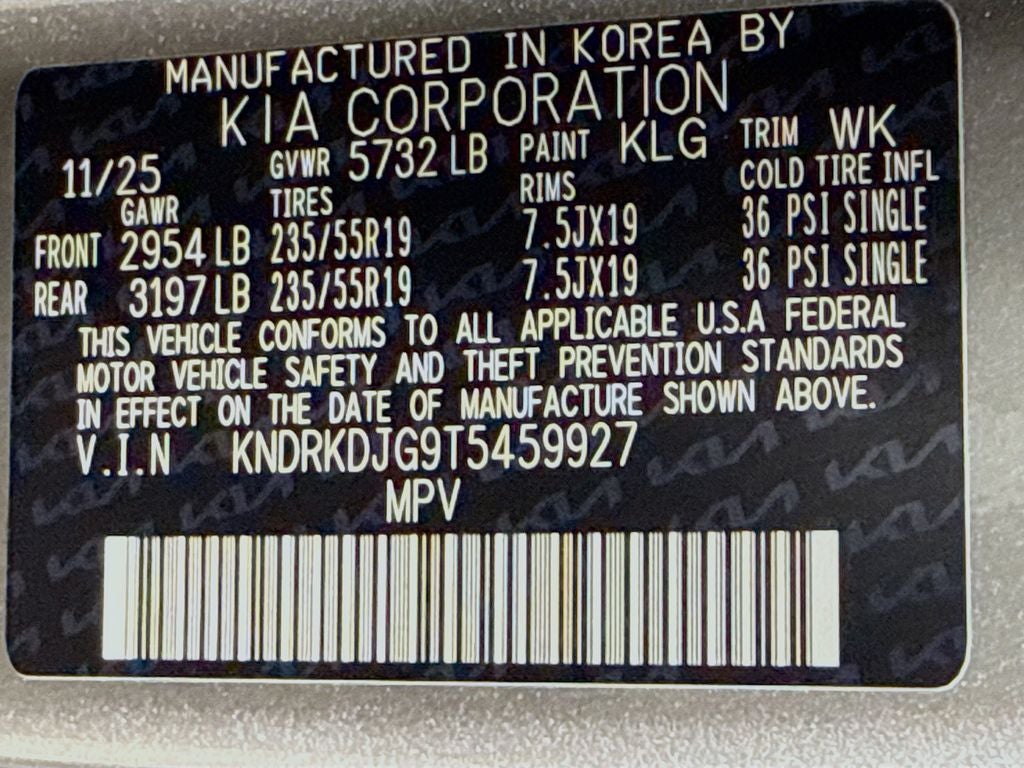 MANUFACTURED IN KOREA BY
KIA CORPORATION
11/25 GVWR 5732 LB PAINT KLG TRIM WK
GAWR TIRES RIMS COLD TIRE INFL
FRONT 2954 LB 235/55R19 7.5JX19 36 PSI SINGLE
REAR 3197 LB 235/55R19 7.5JX19 36 PSI SINGLE
THIS VEHICLE CONFORMS TO ALL APPLICABLE U.S.A FEDERAL
MOTOR VEHICLE SAFETY AND THEFT PREVENTION STANDARDS
IN EFFECT ON THE DATE OF MANUFACTURE SHOWN ABOVE.
V.I.N KNDRKDJG9T5459927
MPV